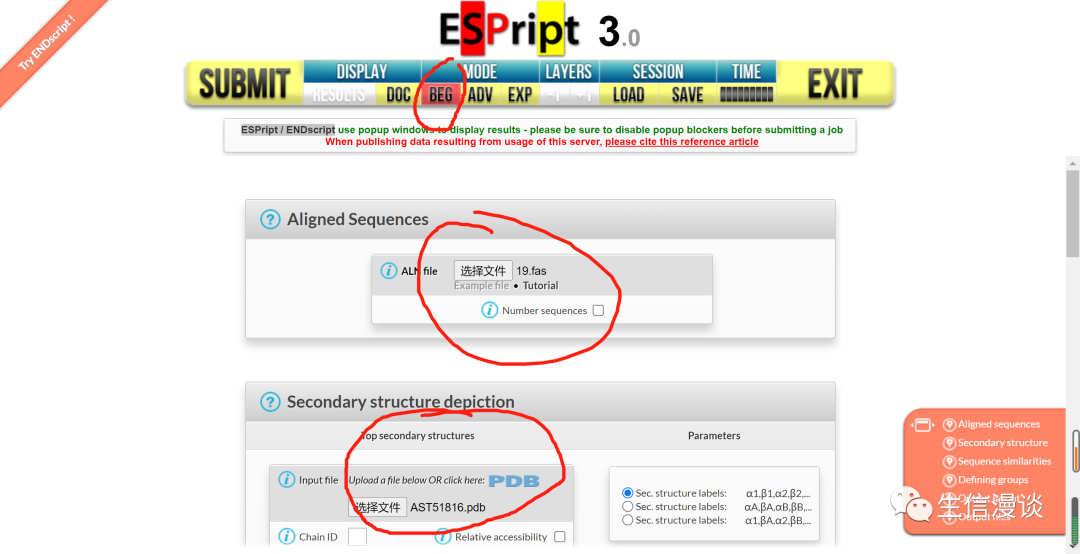 Try ENDscript !
ESPript 3.0
SUBMIT
DISPLAY MODE LAYERS SESSION TIME
RESULTS DOC BEG ADV EXP -1 +1 LOAD SAVE
EXIT
ESPript / ENDscript use popup windows to display results - please be sure to disable popup blockers before submitting a job
When publishing data resulting from usage of this server, please cite this reference article
? Aligned Sequences
i ALN file 选择文件 19.fas
Example file • Tutorial
i Number sequences
? Secondary structure depiction
Top secondary structures
Parameters
i Input file Upload a file below OR click here: PDB
选择文件 AST51816.pdb
i Chain ID i Relative accessibility
Sec. structure labels: α1,β1,α2,β2,...
Sec. structure labels: αA,βA,αB,βB,...
Sec. structure labels: α1,βA,α2,βB,...
Aligned sequences
Secondary structure
Sequence similarities
Defining groups
生信漫谈